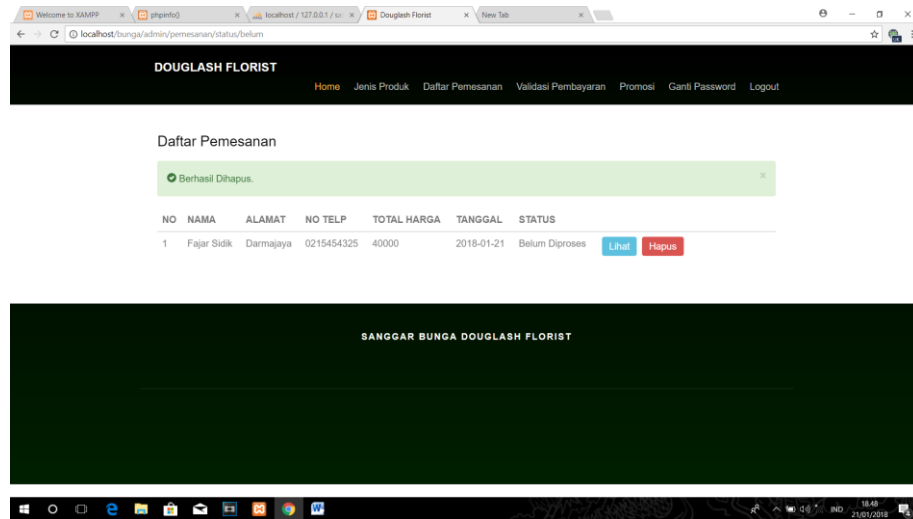 Welcome to XAMPP
phpinfo()
localhost / 127.0.0.1 /
Douglash Florist
New Tab
localhost/bunga/admin/pemesanan/status/belum
DOUGLASH FLORIST
Home Jenis Produk Daftar Pemesanan Validasi Pembayaran Promosi Ganti Password Logout
Daftar Pemesanan
Berhasil Dihapus.
NO NAMA ALAMAT NO TELP TOTAL HARGA TANGGAL STATUS
1 Fajar Sidik Darmajaya 0215454325 40000 2018-01-21 Belum Diproses Lihat Hapus
SANGGAR BUNGA DOUGLASH FLORIST
IND
18.48
21/01/2018